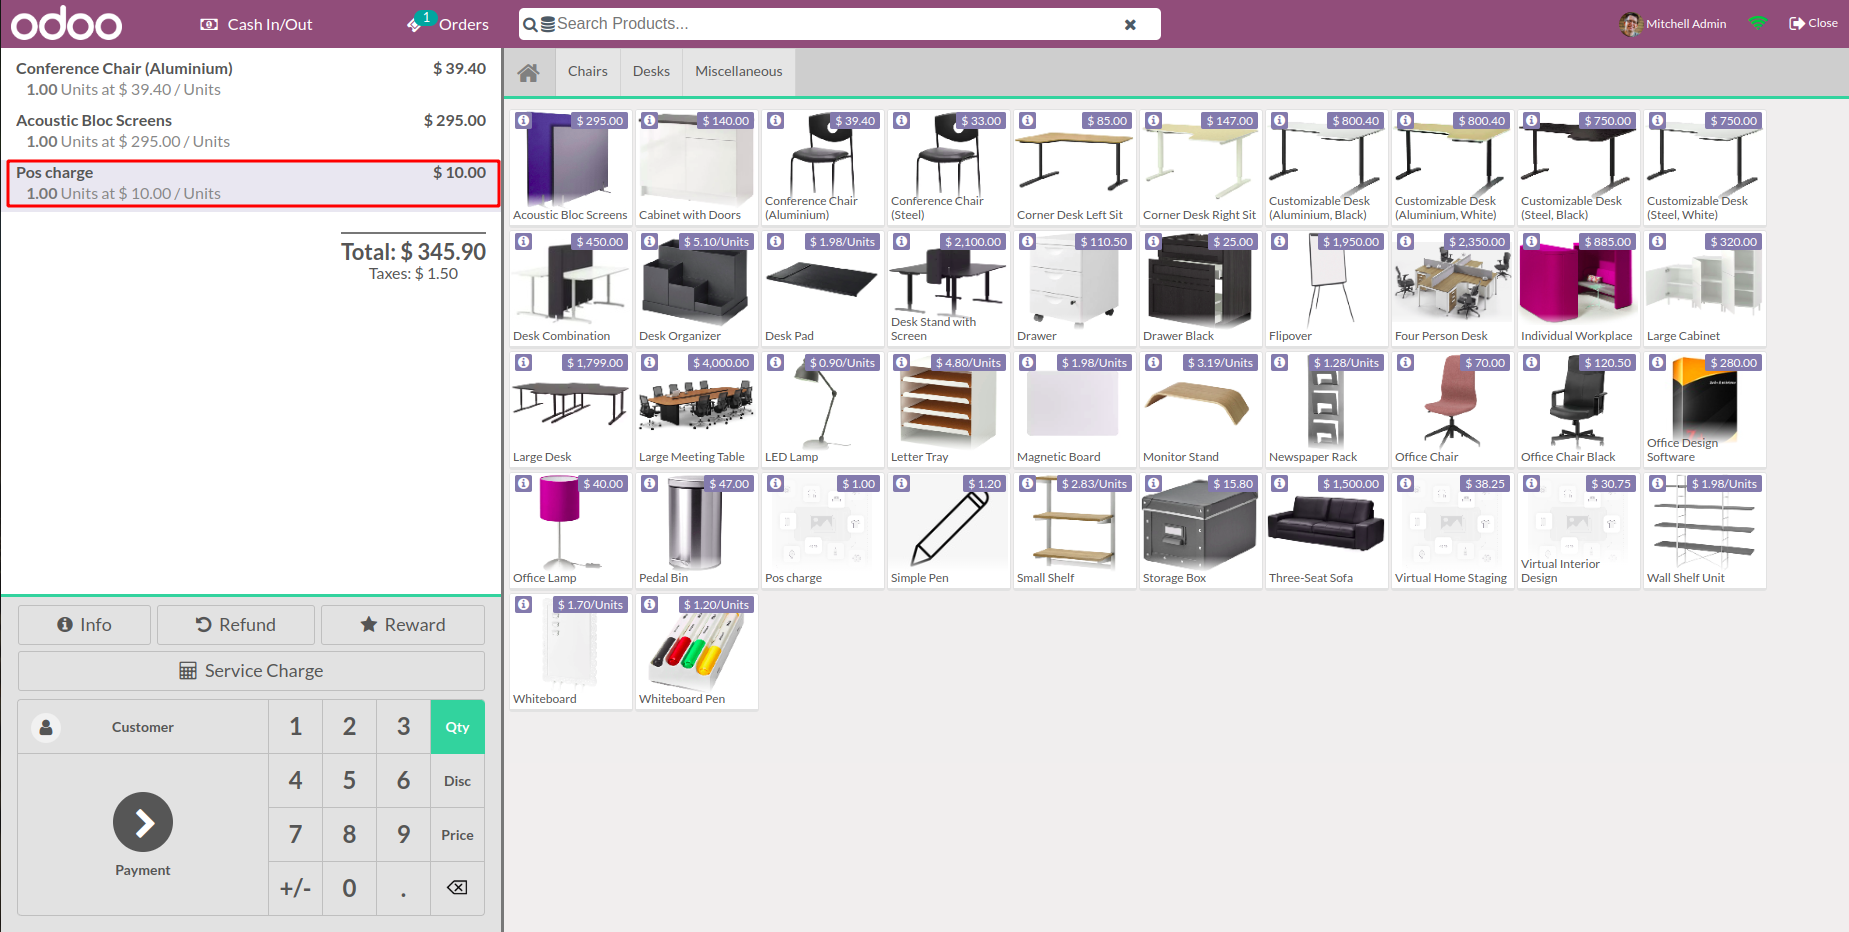 odoo
Cash In/Out
1
Orders
Search Products...
Mitchell Admin
Close
Conference Chair (Aluminium) $ 39.40
1.00 Units at $ 39.40 / Units
Acoustic Bloc Screens $ 295.00
1.00 Units at $ 295.00 / Units
Pos charge $ 10.00
1.00 Units at $ 10.00 / Units
Total: $ 345.90
Taxes: $ 1.50
Info
Refund
Reward
Service Charge
Customer
1 2 3 Qty
4 5 6 Disc
7 8 9 Price
+/- 0 .
Payment
Chairs
Desks
Miscellaneous
$ 295.00
Acoustic Bloc Screens
$ 140.00
Cabinet with Doors
$ 39.40
Conference Chair
(Aluminium)
$ 33.00
Conference Chair
(Steel)
$ 85.00
Corner Desk Left Sit
$ 147.00
Corner Desk Right Sit
$ 800.40
Customizable Desk
(Aluminium, Black)
$ 800.40
Customizable Desk
(Aluminium, White)
$ 750.00
Customizable Desk
(Steel, Black)
$ 750.00
Customizable Desk
(Steel, White)
$ 450.00
Desk Combination
$ 5.10/Units
Desk Organizer
$ 1.98/Units
Desk Pad
$ 2,100.00
Desk Stand with
Screen
$ 110.50
Drawer
$ 25.00
Drawer Black
$ 1,950.00
Flipover
$ 2,350.00
Four Person Desk
$ 885.00
Individual Workplace
$ 320.00
Large Cabinet
$ 1,799.00
Large Desk
$ 4,000.00
Large Meeting Table
$ 0.90/Units
LED Lamp
$ 4.80/Units
Letter Tray
$ 1.98/Units
Magnetic Board
$ 3.19/Units
Monitor Stand
$ 1.28/Units
Newspaper Rack
$ 70.00
Office Chair
$ 120.50
Office Chair Black
$ 280.00
Office Design
Software
$ 40.00
Office Lamp
$ 47.00
Pedal Bin
$ 1.00
Pos charge
$ 1.20
Simple Pen
$ 2.83/Units
Small Shelf
$ 15.80
Storage Box
$ 1,500.00
Three-Seat Sofa
$ 38.25
Virtual Home Staging
$ 30.75
Virtual Interior
Design
$ 1.98/Units
Wall Shelf Unit
$ 1.70/Units
Whiteboard
$ 1.20/Units
Whiteboard Pen